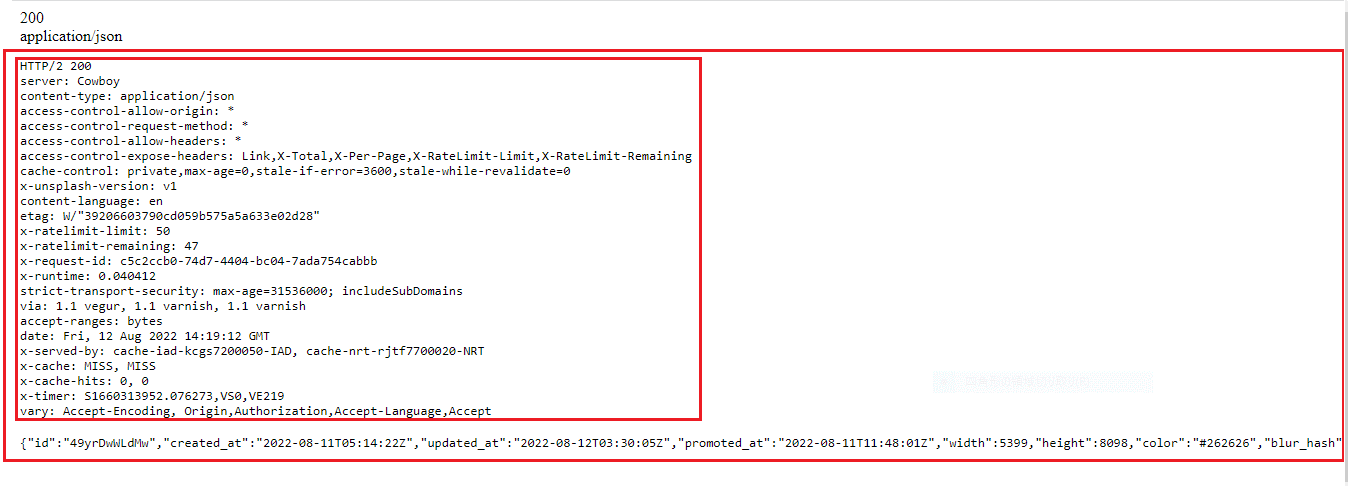 200
application/json
HTTP/2 200
server: Cowboy
content-type: application/json
access-control-allow-origin: *
access-control-request-method: *
access-control-allow-headers: *
access-control-expose-headers: Link,X-Total,X-Per-Page,X-RateLimit-Limit,X-RateLimit-Remaining
cache-control: private,max-age=0,stale-if-error=3600,stale-while-revalidate=0
x-unsplash-version: v1
content-language: en
etag: W/"39206603790cd059b575a5a633e02d28"
x-ratelimit-limit: 50
x-ratelimit-remaining: 47
x-request-id: c5c2ccb0-74d7-4404-bc04-7ada754cabbb
x-runtime: 0.040412
strict-transport-security: max-age=31536000; includeSubDomains
via: 1.1 vegur, 1.1 varnish, 1.1 varnish
accept-ranges: bytes
date: Fri, 12 Aug 2022 14:19:12 GMT
x-served-by: cache-iad-kcgs7200050-IAD, cache-nrt-rjtf7700020-NRT
x-cache: MISS, MISS
x-cache-hits: 0, 0
x-timer: S1660313952.076273,VS0,VE219
vary: Accept-Encoding, Origin,Authorization,Accept-Language,Accept
{"id":"49yrDwWLdMw","created_at":"2022-08-11T05:14:22Z","updated_at":"2022-08-12T03:30:05Z","promoted_at":"2022-08-11T11:48:01Z","width":5399,"height":8098,"color":"#262626","blur_hash"